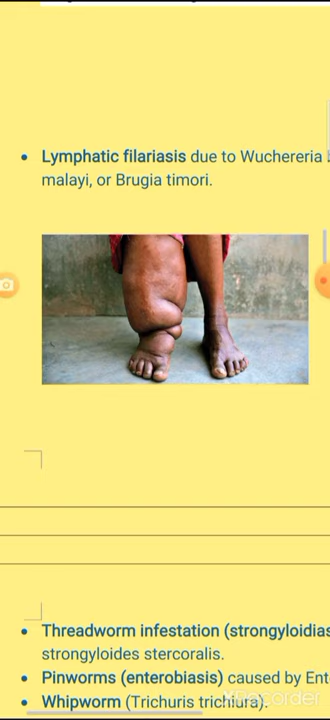 • Lymphatic filariasis due to Wuchereria
malayi, or Brugia timori.
• Threadworm infestation (strongyloidias
strongyloides stercoralis.
• Pinworms (enterobiasis) caused by Ent
• Whipworm (Trichuris trichiura).
XRecorder